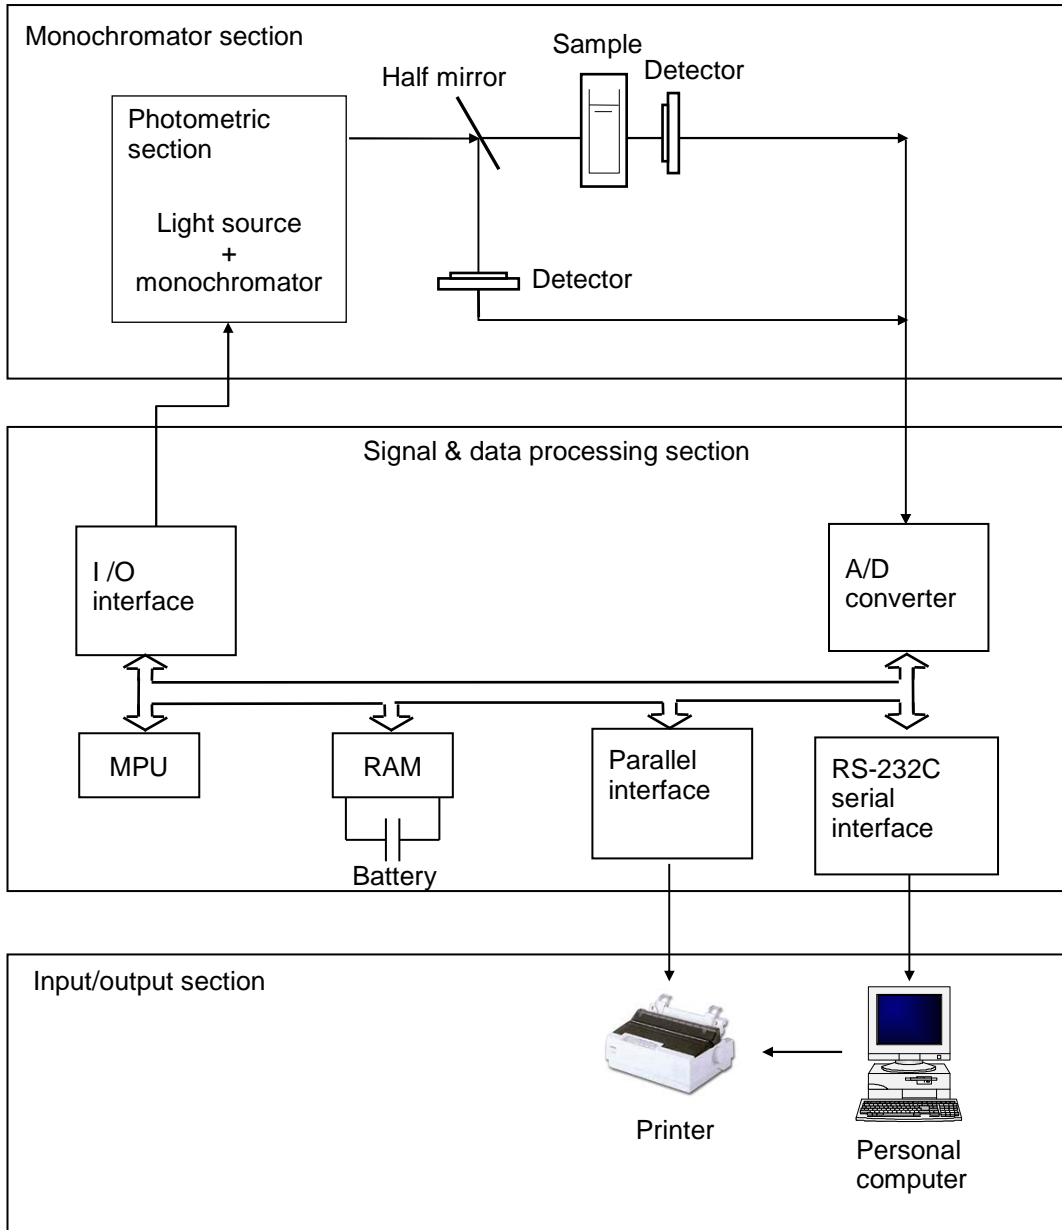 Monochromator section
Sample
Detector
Half mirror
Photometric
section
Light source
+
monochromator
Detector
Signal & data processing section
I /O
interface
A/D
converter
MPU
RAM
Parallel
interface
RS-232C
serial
interface
Battery
Input/output section
Printer
Personal
computer